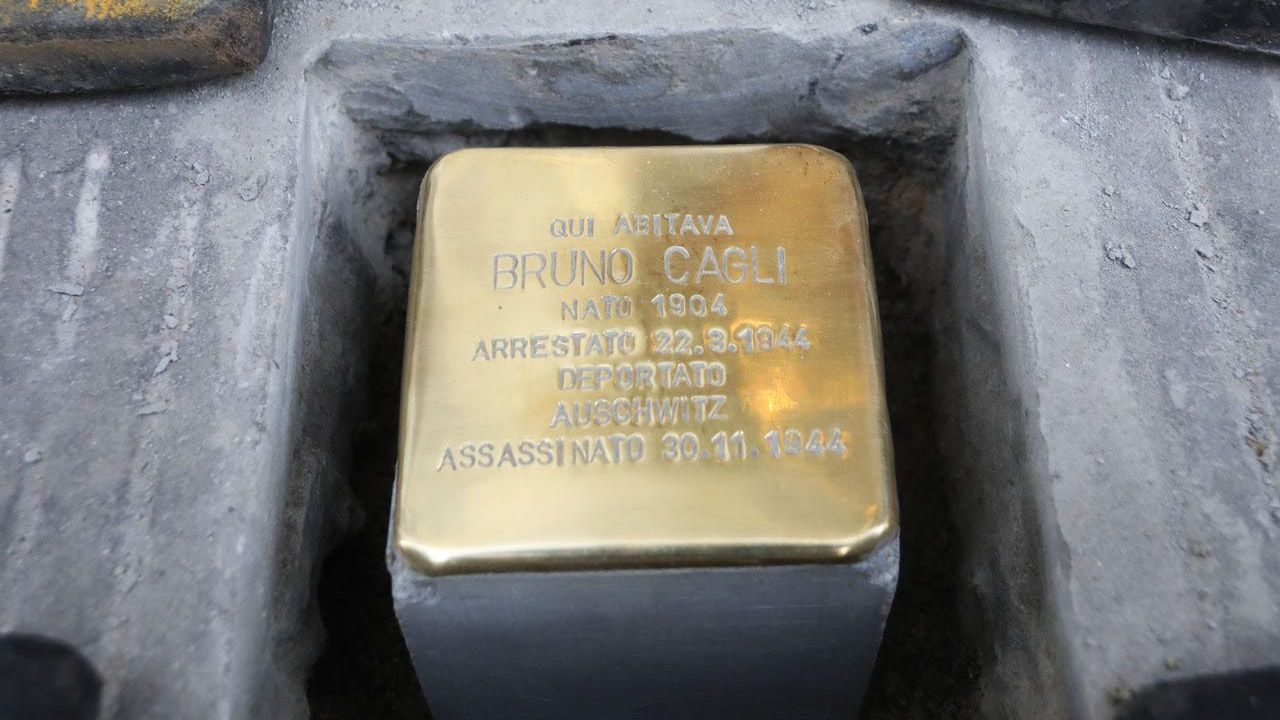 QUI ABITAVA
BRUNO CAGLI
NATO 1904
ARRESTATO 22.3.1944
DEPORTATO
AUSCHWITZ
ASSASSINATO 30.11.1944